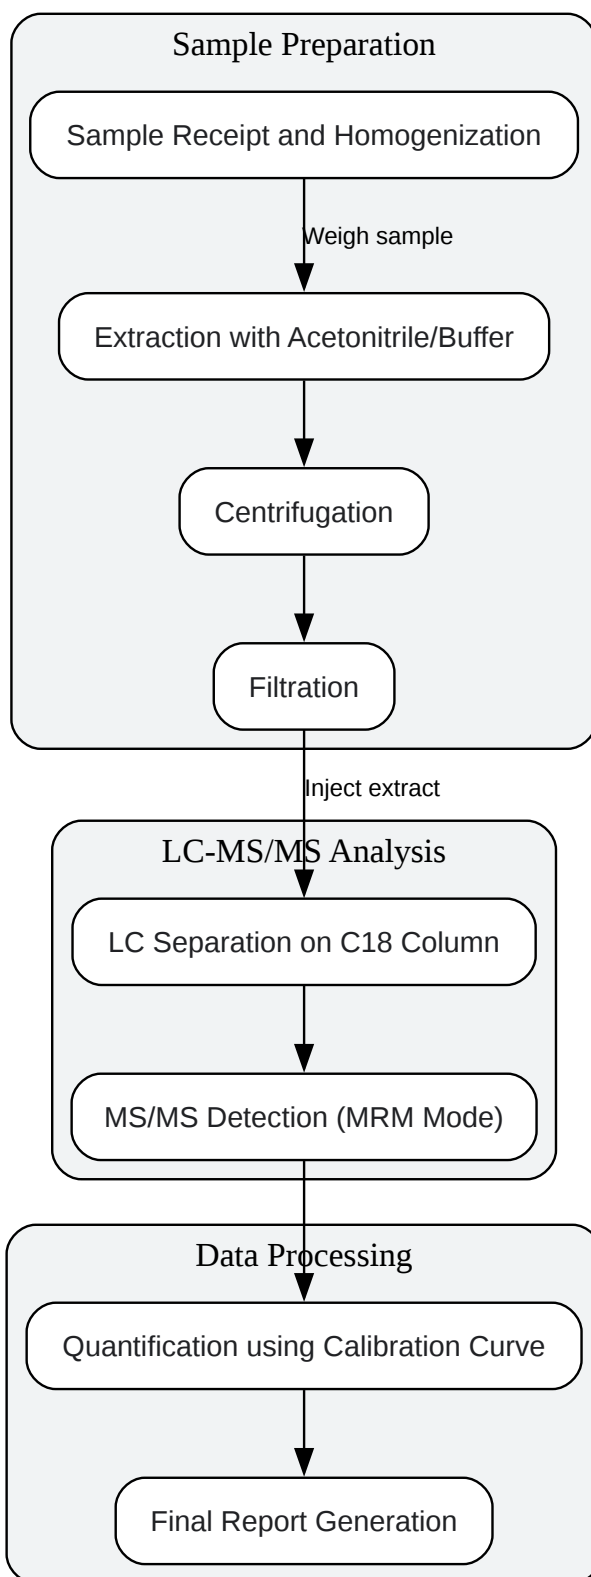 Sample Preparation
Sample Receipt and Homogenization
Weigh sample
Extraction with Acetonitrile/Buffer
Centrifugation
Filtration
Inject extract
LC-MS/MS Analysis
LC Separation on C18 Column
MS/MS Detection (MRM Mode)
Data Processing
Quantification using Calibration Curve
Final Report Generation